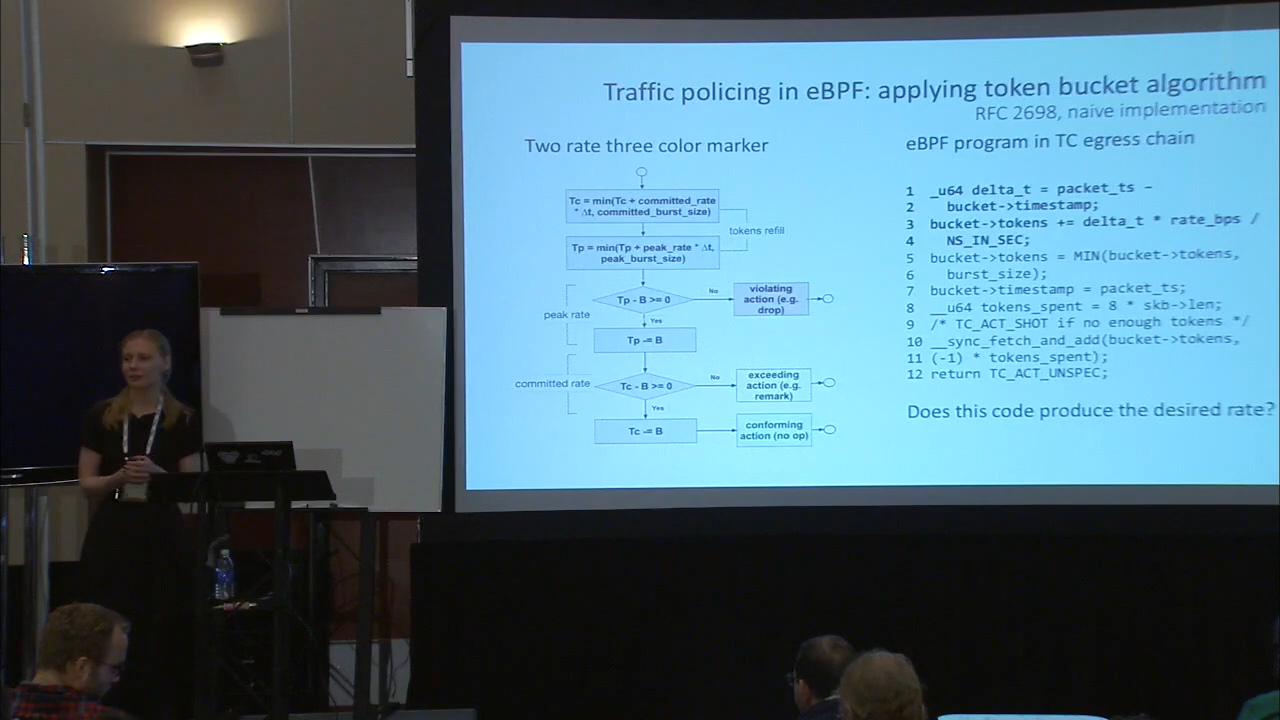 Traffic policing in eBPF: applying token bucket algorithm
RFC 2698, naive implementation
Two rate three color marker
Tc = min(Tc + committed_rate
* Δt, committed_burst_size)
tokens refill
Tp = min(Tp + peak_rate * Δt,
peak_burst_size)
peak rate
Tp - B >= 0
No
violating
action (e.g.
drop)
Yes
Tp -= B
committed rate
Tc - B >= 0
No
exceeding
action (e.g.
remark)
Yes
Tc -= B
conforming
action (no op)
eBPF program in TC egress chain
1 _u64 delta_t = packet_ts –
2 bucket->timestamp;
3 bucket->tokens += delta_t * rate_bps /
4 NS_IN_SEC;
5 bucket->tokens = MIN(bucket->tokens,
6 burst_size);
7 bucket->timestamp = packet_ts;
8 __u64 tokens_spent = 8 * skb->len;
9 /* TC_ACT_SHOT if no enough tokens */
10 __sync_fetch_and_add(bucket->tokens,
11 (-1) * tokens_spent);
12 return TC_ACT_UNSPEC;
Does this code produce the desired rate?